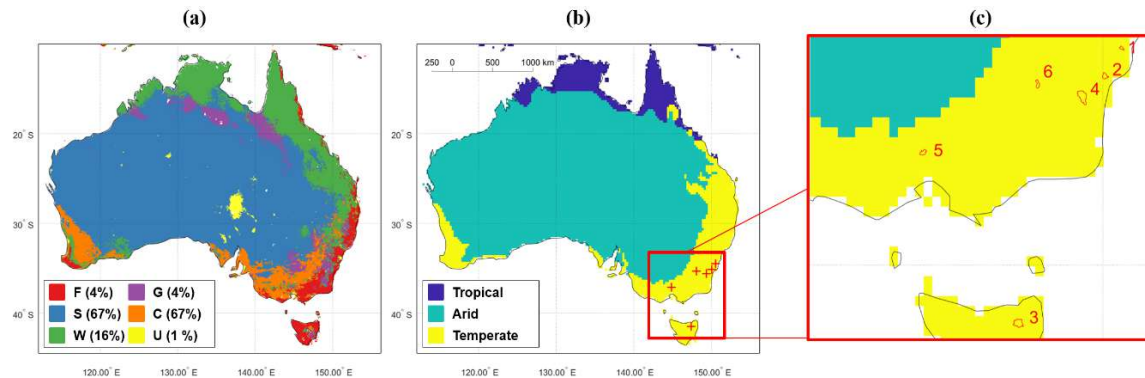 (a)
(b)
(c)
250 0 500 1000 km
20° S
30° S
40° S
F (4%) G (4%)
S (67%) C (67%)
W (16%) U (1 %)
120.00° E 130.00° E 140.00° E 150.00° E
20° S
30° S
40° S
Tropical
Arid
Temperate
120.00° E 130.00° E 140.00° E 150.00° E
1
2
6
4
5
3